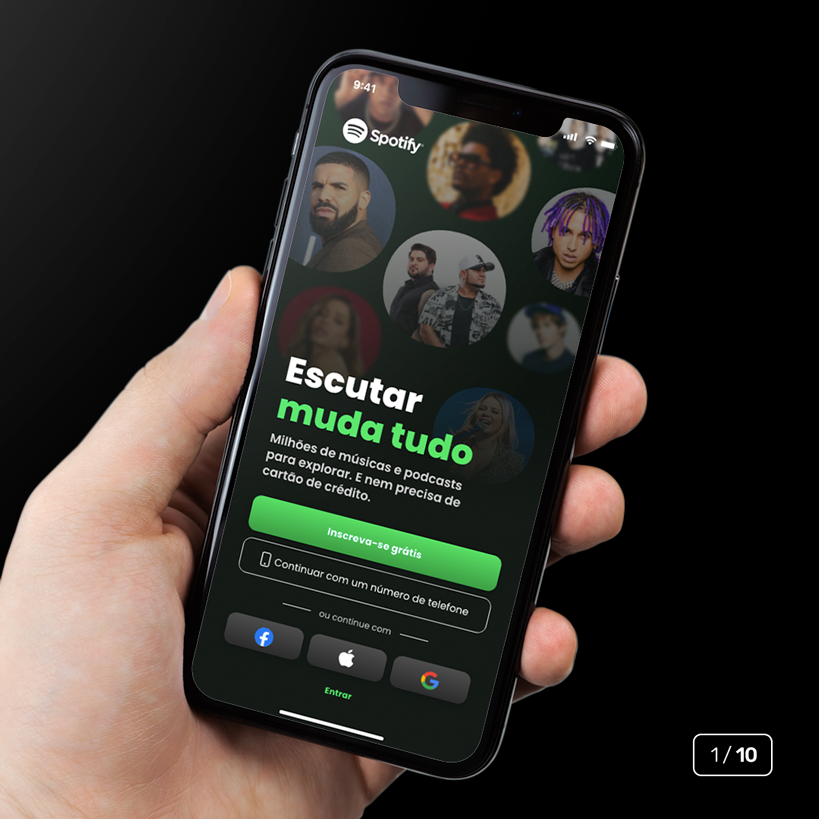 9:41
Spotify
Escutar
muda tudo
Milhões de músicas e podcasts
para explorar. E nem precisa de
cartão de crédito.
Inscreva-se grátis
Continuar com um número de telefone
ou continue com
Entrar
1/10